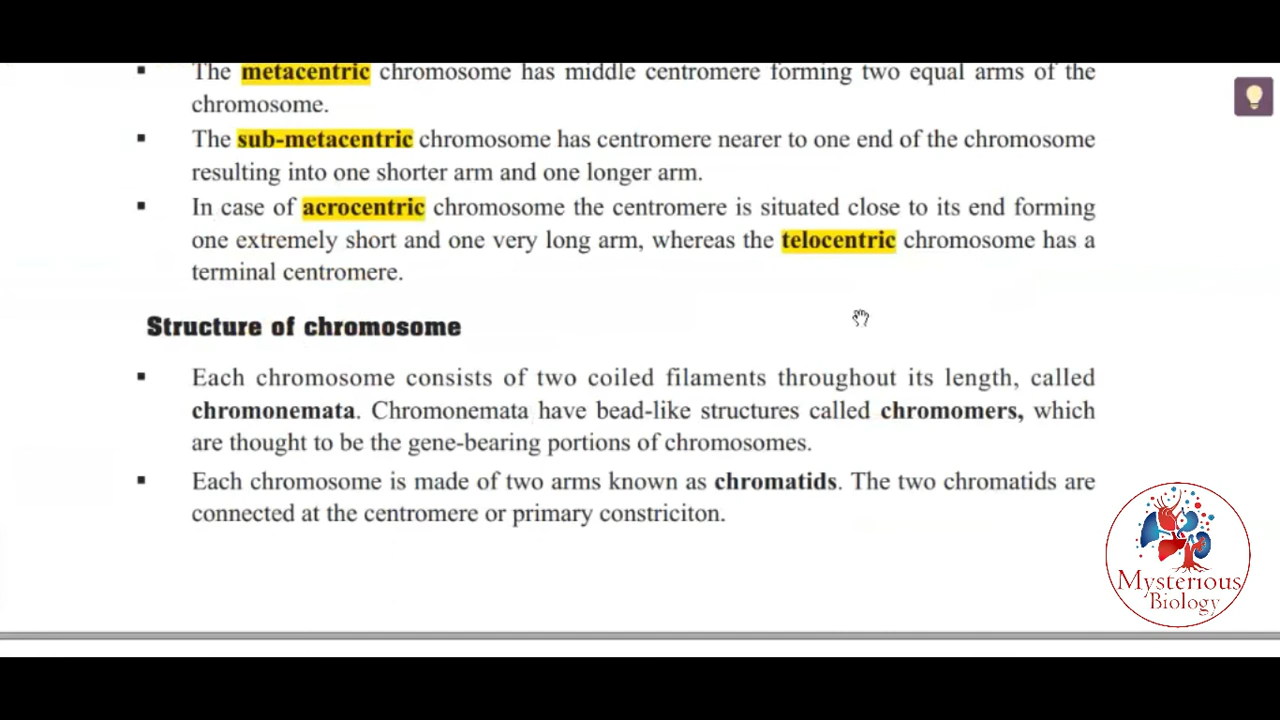 ▪ The metacentric chromosome has middle centromere forming two equal arms of the
chromosome.
▪ The sub-metacentric chromosome has centromere nearer to one end of the chromosome
resulting into one shorter arm and one longer arm.
▪ In case of acrocentric chromosome the centromere is situated close to its end forming
one extremely short and one very long arm, whereas the telocentric chromosome has a
terminal centromere.
Structure of chromosome
▪ Each chromosome consists of two coiled filaments throughout its length, called
chromonemata. Chromonemata have bead-like structures called chromomers, which
are thought to be the gene-bearing portions of chromosomes.
▪ Each chromosome is made of two arms known as chromatids. The two chromatids are
connected at the centromere or primary constriciton.
Mysterious
Biology